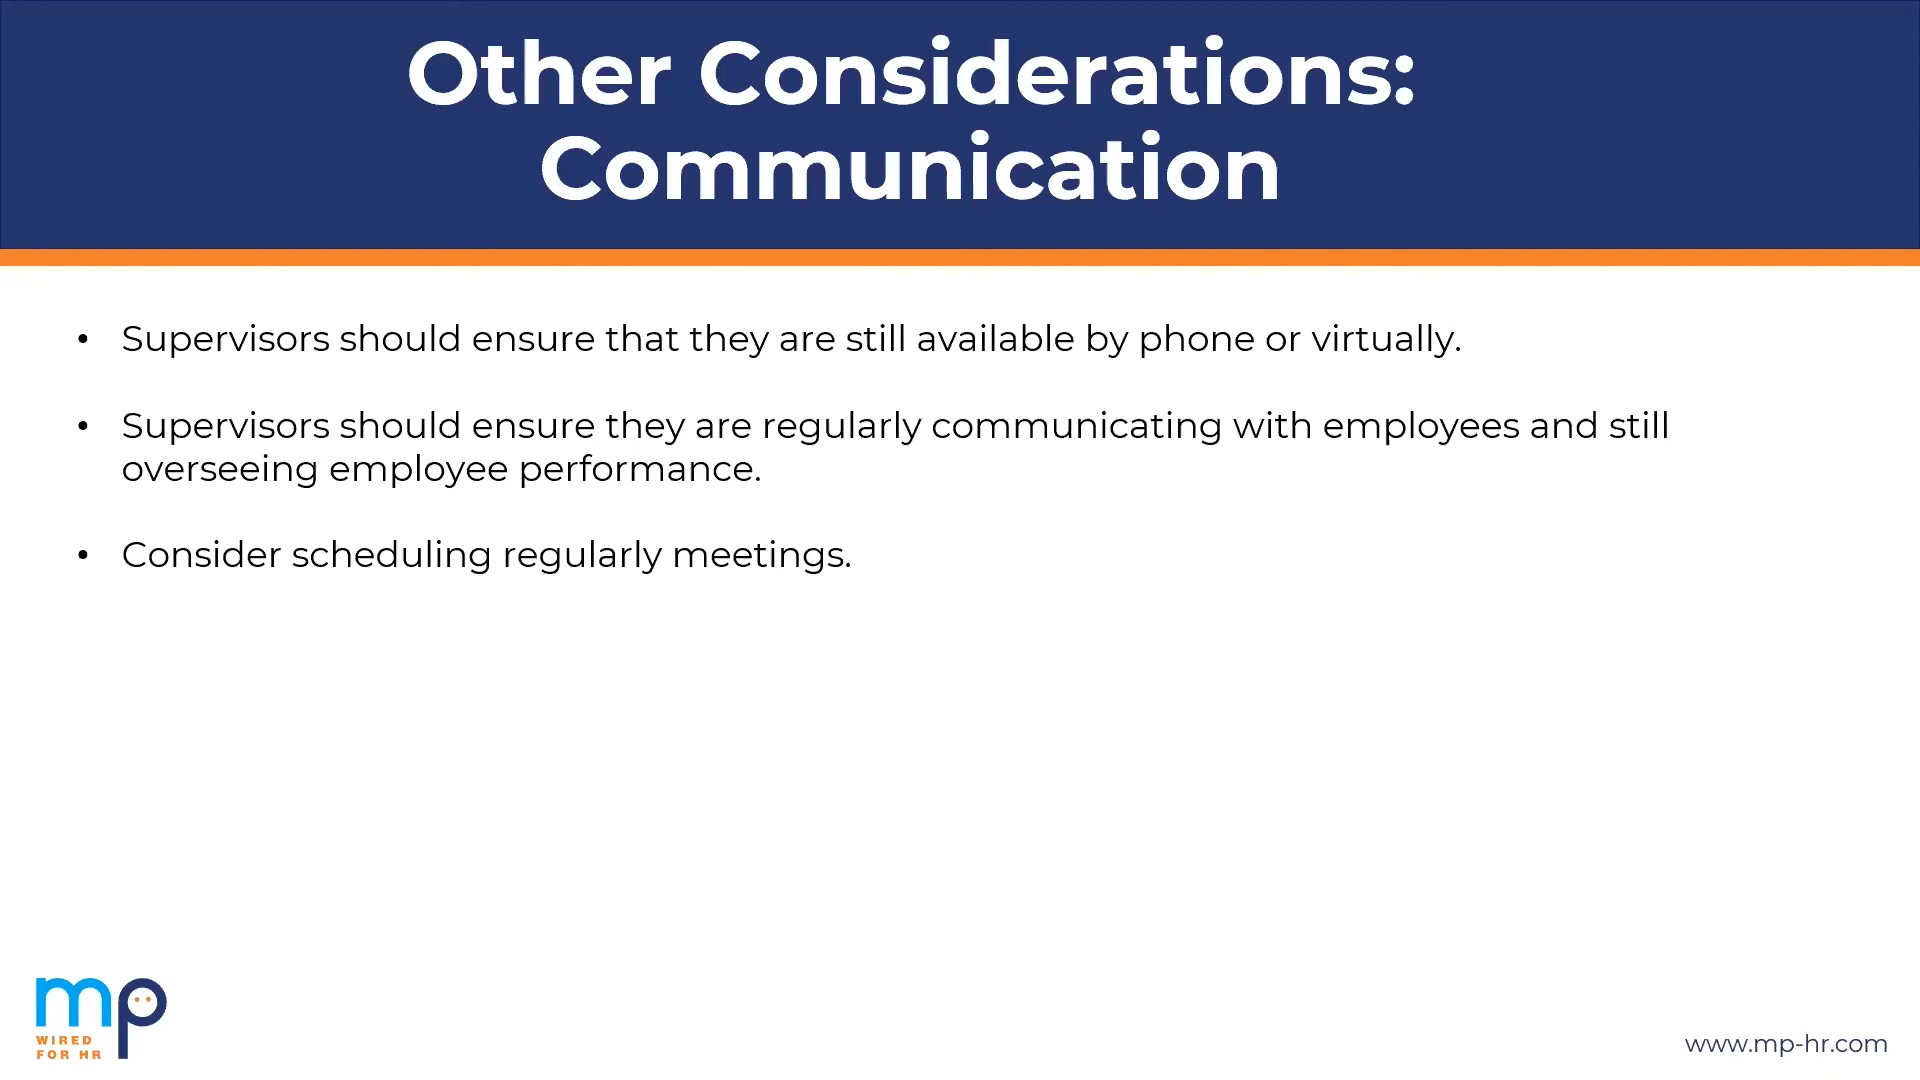 Other Considerations:
Communication
• Supervisors should ensure that they are still available by phone or virtually.
• Supervisors should ensure they are regularly communicating with employees and still
overseeing employee performance.
• Consider scheduling regularly meetings.
mp
WIRED
FOR HR
www.mp-hr.com